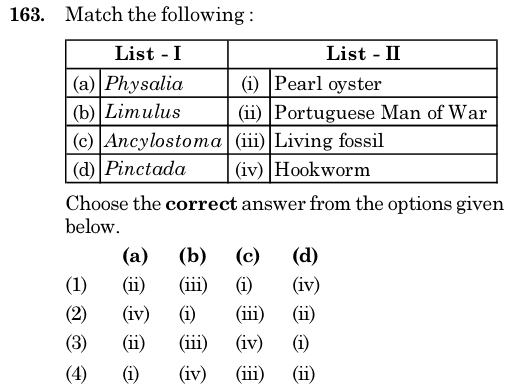 163. Match the following :
List - I List - II
(a) Physalia (i) Pearl oyster
(b) Limulus (ii) Portuguese Man of War
(c) Ancylostoma (iii) Living fossil
(d) Pinctada (iv) Hookworm
Choose the correct answer from the options given
below.
(a) (b) (c) (d)
(1) (ii) (iii) (i) (iv)
(2) (iv) (i) (iii) (ii)
(3) (ii) (iii) (iv) (i)
(4) (i) (iv) (iii) (ii)